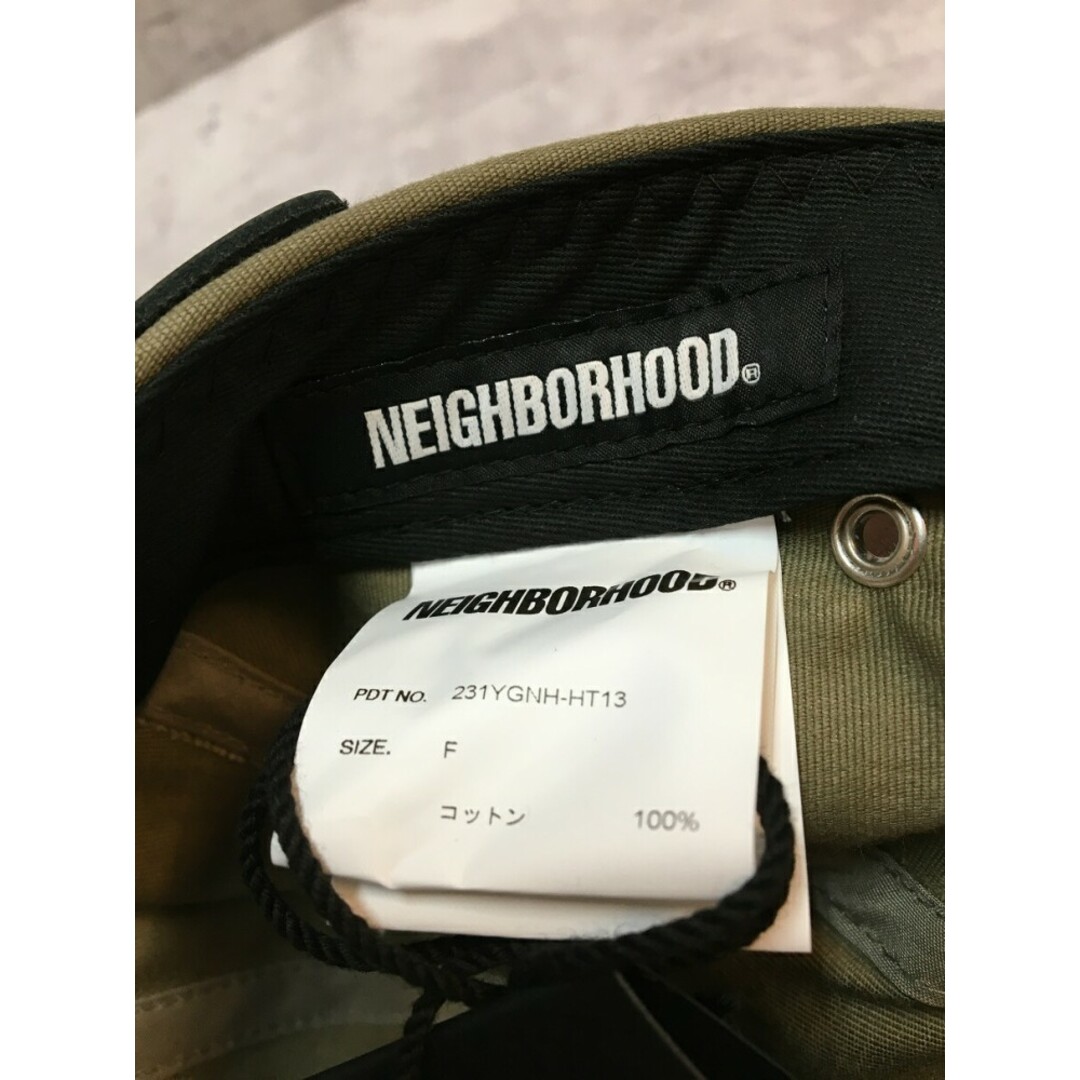 NEIGHBORHOOD®
NEIGHBORHOOD®
PDT NO. 231YGNH-HT13
SIZE. F
コットン 100%